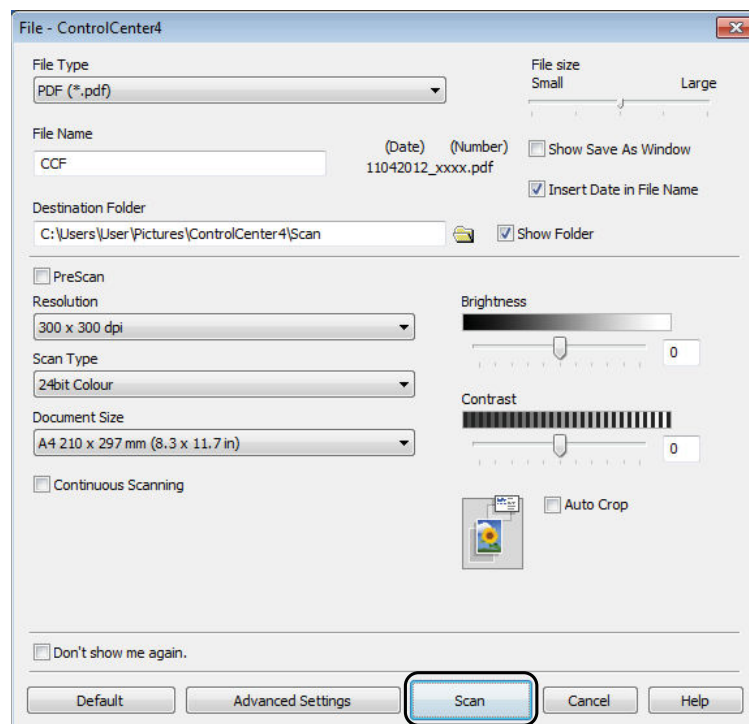 File - ControlCenter4
File Type
PDF (*.pdf)
File size
Small Large
File Name
CCF
(Date) (Number)
11042012_xxxx.pdf
Show Save As Window
Insert Date in File Name
Destination Folder
C:\Users\User\Pictures\ControlCenter4\Scan
Show Folder
PreScan
Resolution
300 x 300 dpi
Scan Type
24bit Colour
Document Size
A4 210 x 297 mm (8.3 x 11.7 in)
Continuous Scanning
Brightness
0
Contrast
0
Auto Crop
Don't show me again.
Default Advanced Settings Scan Cancel Help